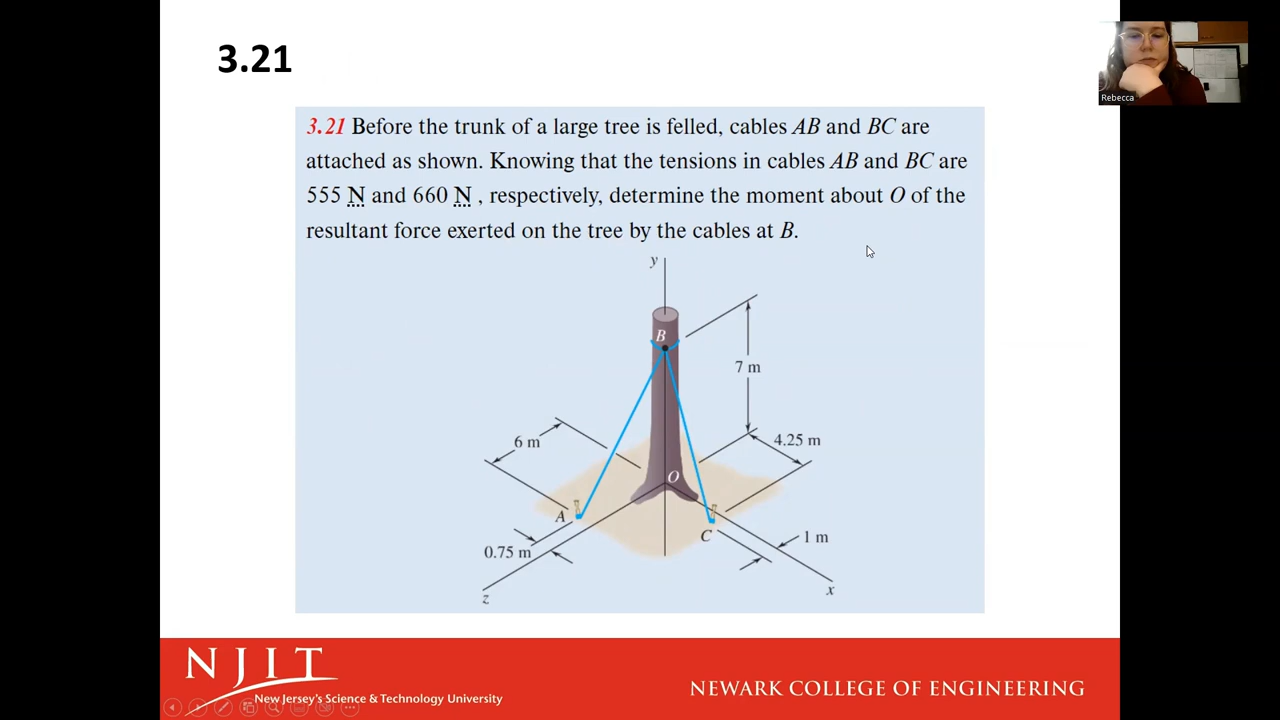 3.21
Rebecca
3.21 Before the trunk of a large tree is felled, cables AB and BC are
attached as shown. Knowing that the tensions in cables AB and BC are
555 N and 660 N , respectively, determine the moment about O of the
resultant force exerted on the tree by the cables at B.
y
B
7 m
6 m
4.25 m
O
A
C
1 m
0.75 m
x
z
NJIT
New Jersey's Science & Technology University
NEWARK COLLEGE OF ENGINEERING